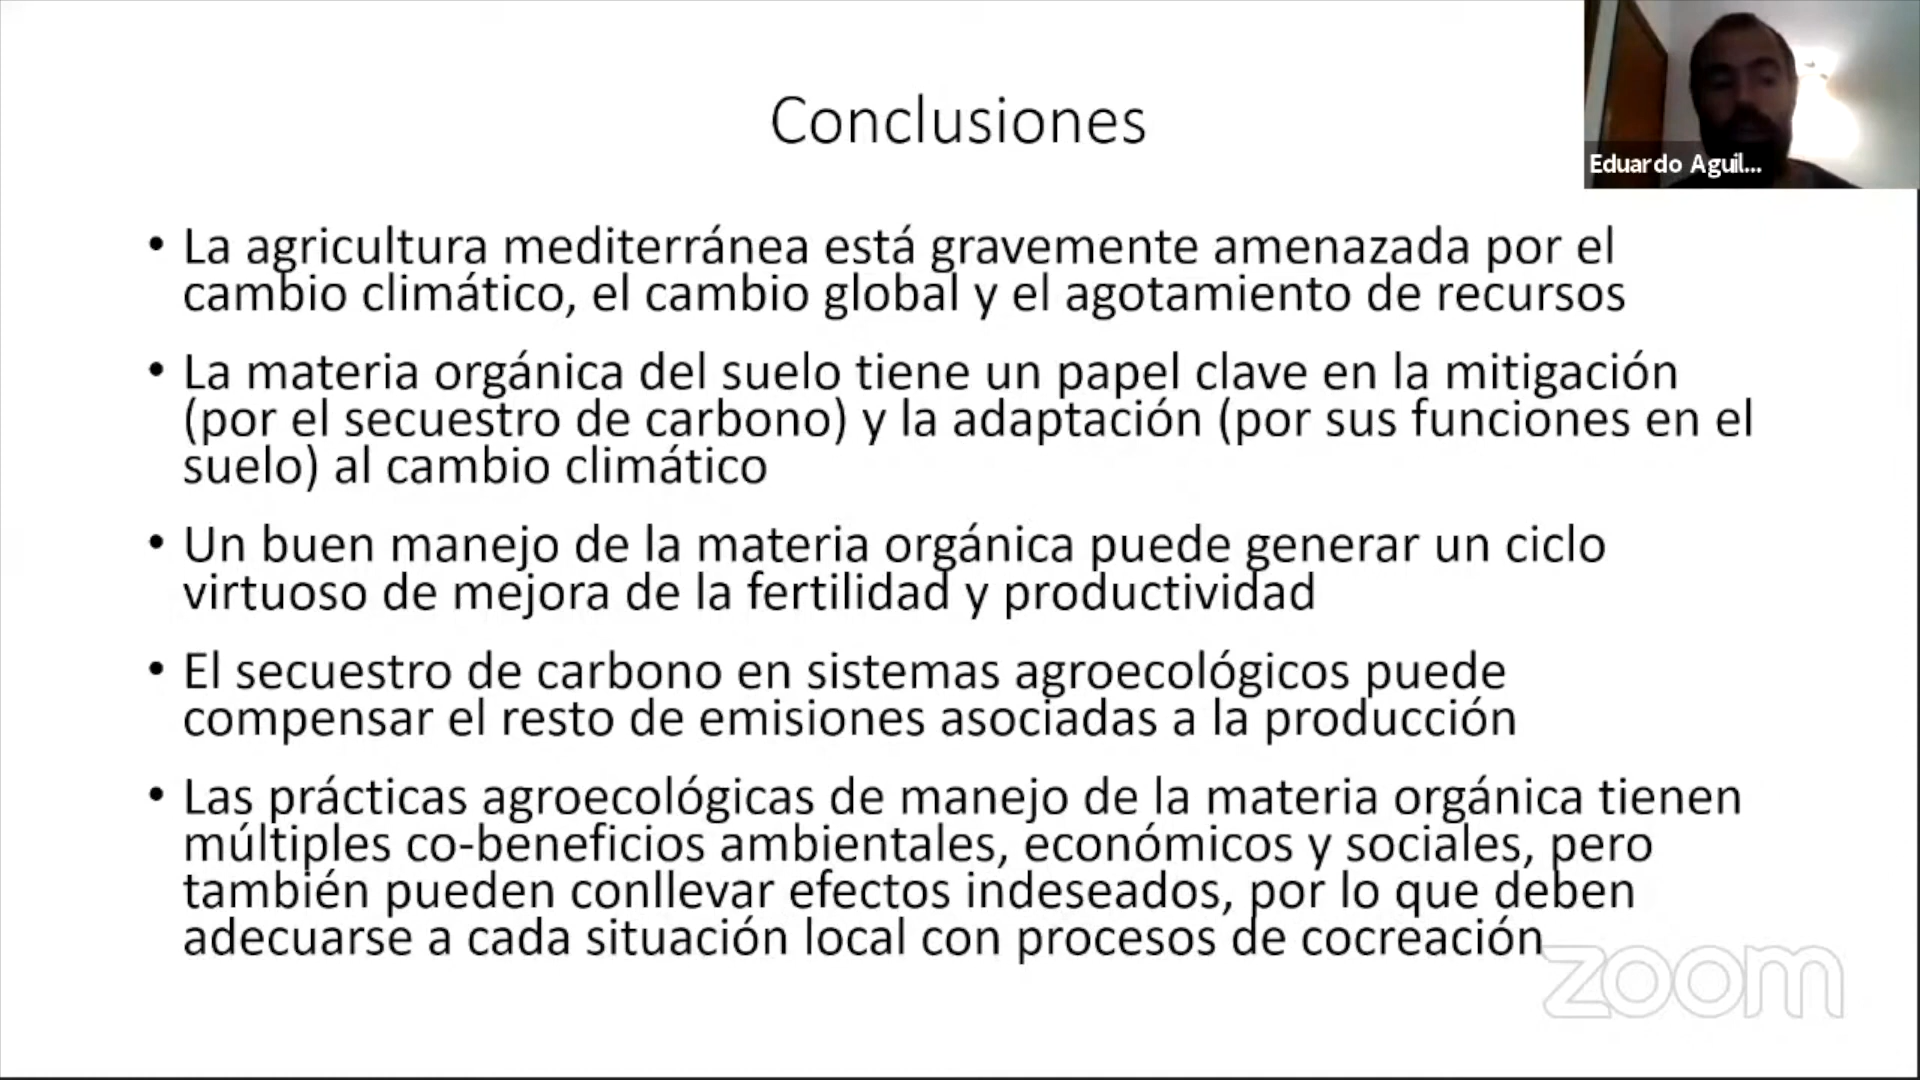 Conclusiones
Eduardo Aguil...
• La agricultura mediterránea está gravemente amenazada por el
cambio climático, el cambio global y el agotamiento de recursos
• La materia orgánica del suelo tiene un papel clave en la mitigación
(por el secuestro de carbono) y la adaptación (por sus funciones en el
suelo) al cambio climático
• Un buen manejo de la materia orgánica puede generar un ciclo
virtuoso de mejora de la fertilidad y productividad
• El secuestro de carbono en sistemas agroecológicos puede
compensar el resto de emisiones asociadas a la producción
• Las prácticas agroecológicas de manejo de la materia orgánica tienen
múltiples co-beneficios ambientales, económicos y sociales, pero
también pueden conllevar efectos indeseados, por lo que deben
adecuarse a cada situación local con procesos de cocreación
zoom